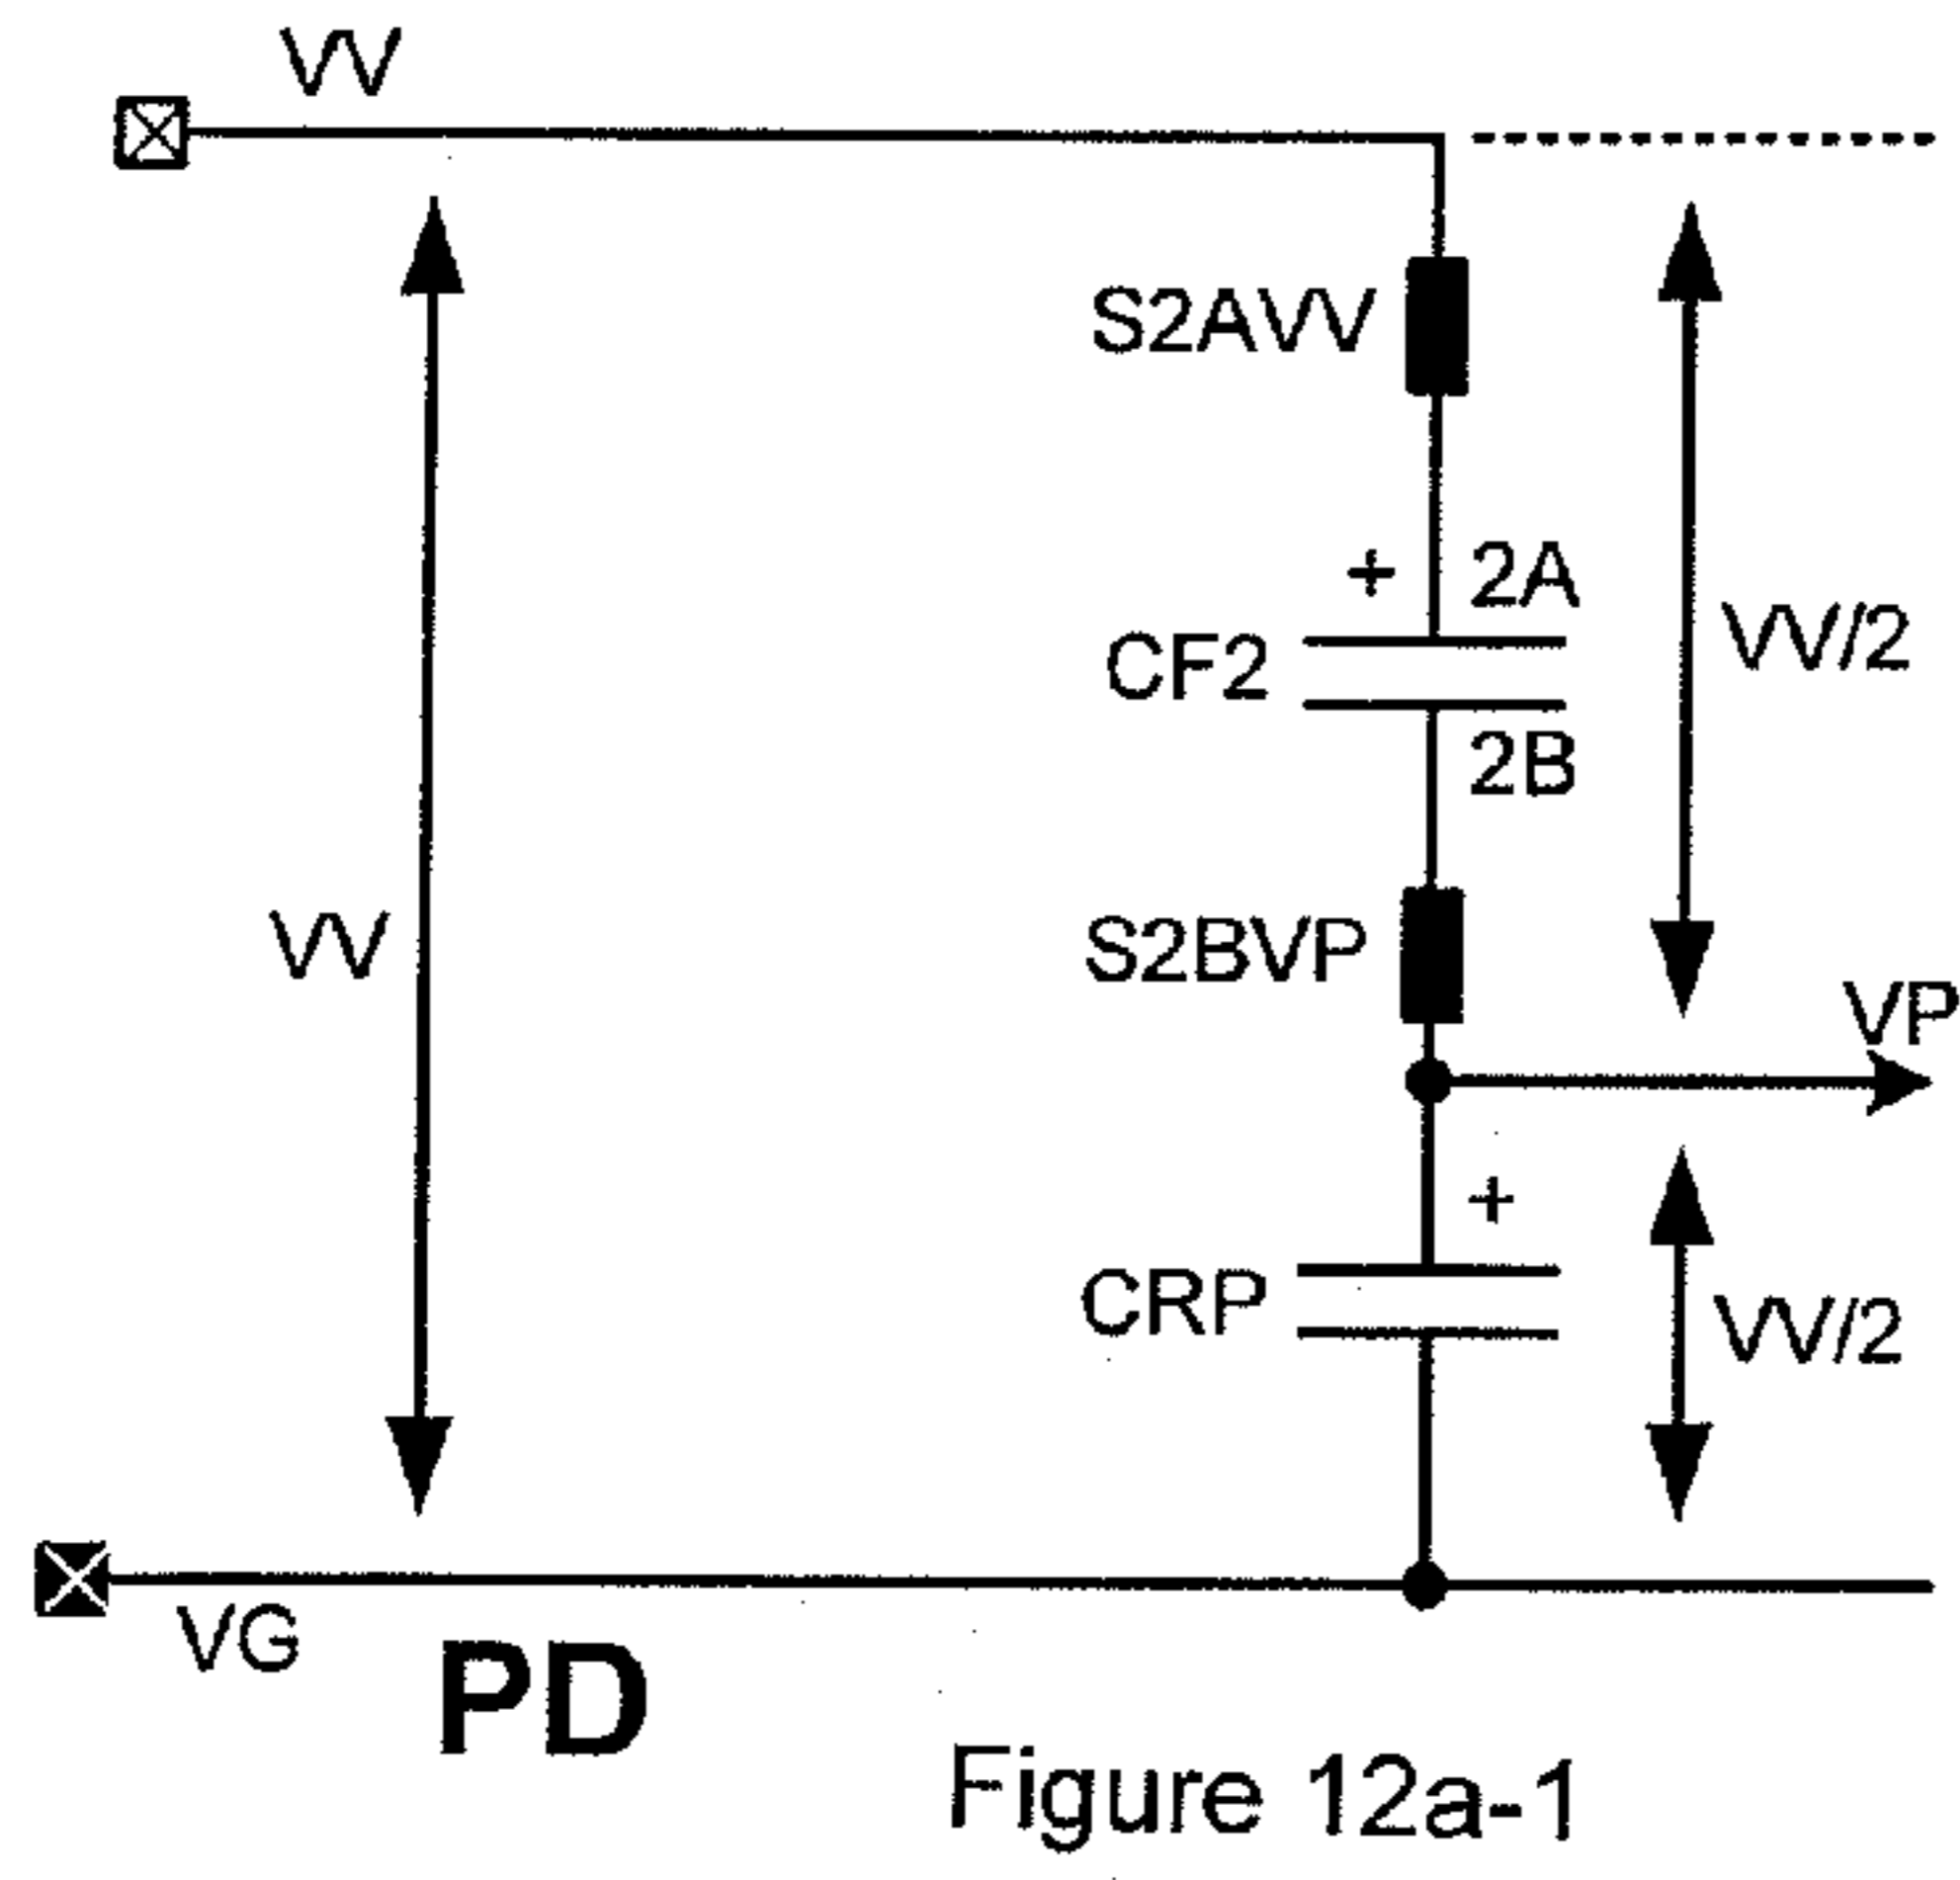 VV
S2AVV
+ 2A
CF2
VV/2
2B
VV
S2BVP
VP
+
CRP
VV/2
VG
PD
Figure 12a-1